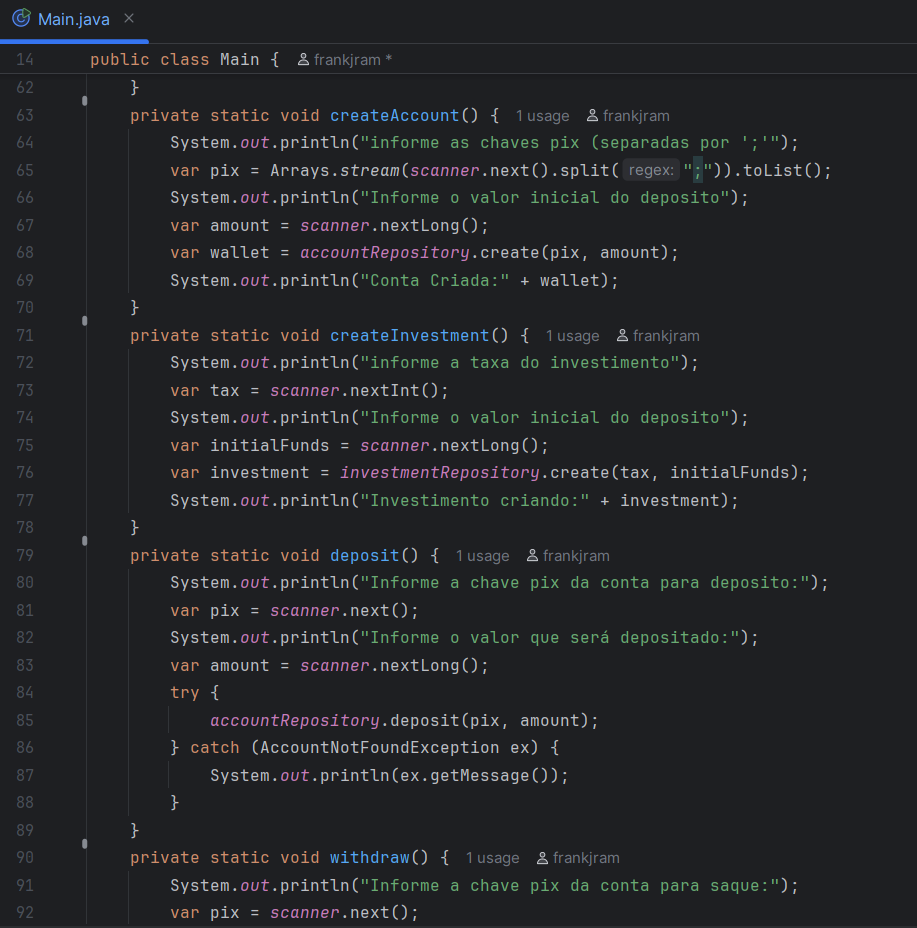 Main.java
14 public class Main { frankjram *
62 }
63 private static void createAccount() { 1 usage frankjram
64 System.out.println("informe as chaves pix (separadas por ';'");
65 var pix = Arrays.stream(scanner.next().split( regex: ";")).toList();
66 System.out.println("Informe o valor inicial do deposito");
67 var amount = scanner.nextLong();
68 var wallet = accountRepository.create(pix, amount);
69 System.out.println("Conta Criada:" + wallet);
70 }
71 private static void createInvestment() { 1 usage frankjram
72 System.out.println("informe a taxa do investimento");
73 var tax = scanner.nextInt();
74 System.out.println("Informe o valor inicial do deposito");
75 var initialFunds = scanner.nextLong();
76 var investment = investmentRepository.create(tax, initialFunds);
77 System.out.println("Investimento criando:" + investment);
78 }
79 private static void deposit() { 1 usage frankjram
80 System.out.println("Informe a chave pix da conta para deposito:");
81 var pix = scanner.next();
82 System.out.println("Informe o valor que será depositado:");
83 var amount = scanner.nextLong();
84 try {
85 accountRepository.deposit(pix, amount);
86 } catch (AccountNotFoundException ex) {
87 System.out.println(ex.getMessage());
88 }
89 }
90 private static void withdraw() { 1 usage frankjram
91 System.out.println("Informe a chave pix da conta para saque:");
92 var pix = scanner.next();